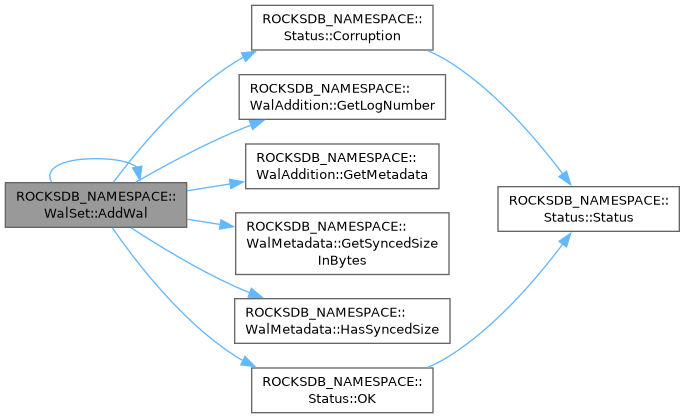 ROCKSDB_NAMESPACE::
Status::Corruption
ROCKSDB_NAMESPACE::
WalAddition::GetLogNumber
ROCKSDB_NAMESPACE::
WalAddition::GetMetadata
ROCKSDB_NAMESPACE::
WalSet::AddWal
ROCKSDB_NAMESPACE::
Status::Status
ROCKSDB_NAMESPACE::
WalMetadata::GetSyncedSize
InBytes
ROCKSDB_NAMESPACE::
WalMetadata::HasSyncedSize
ROCKSDB_NAMESPACE::
Status::OK